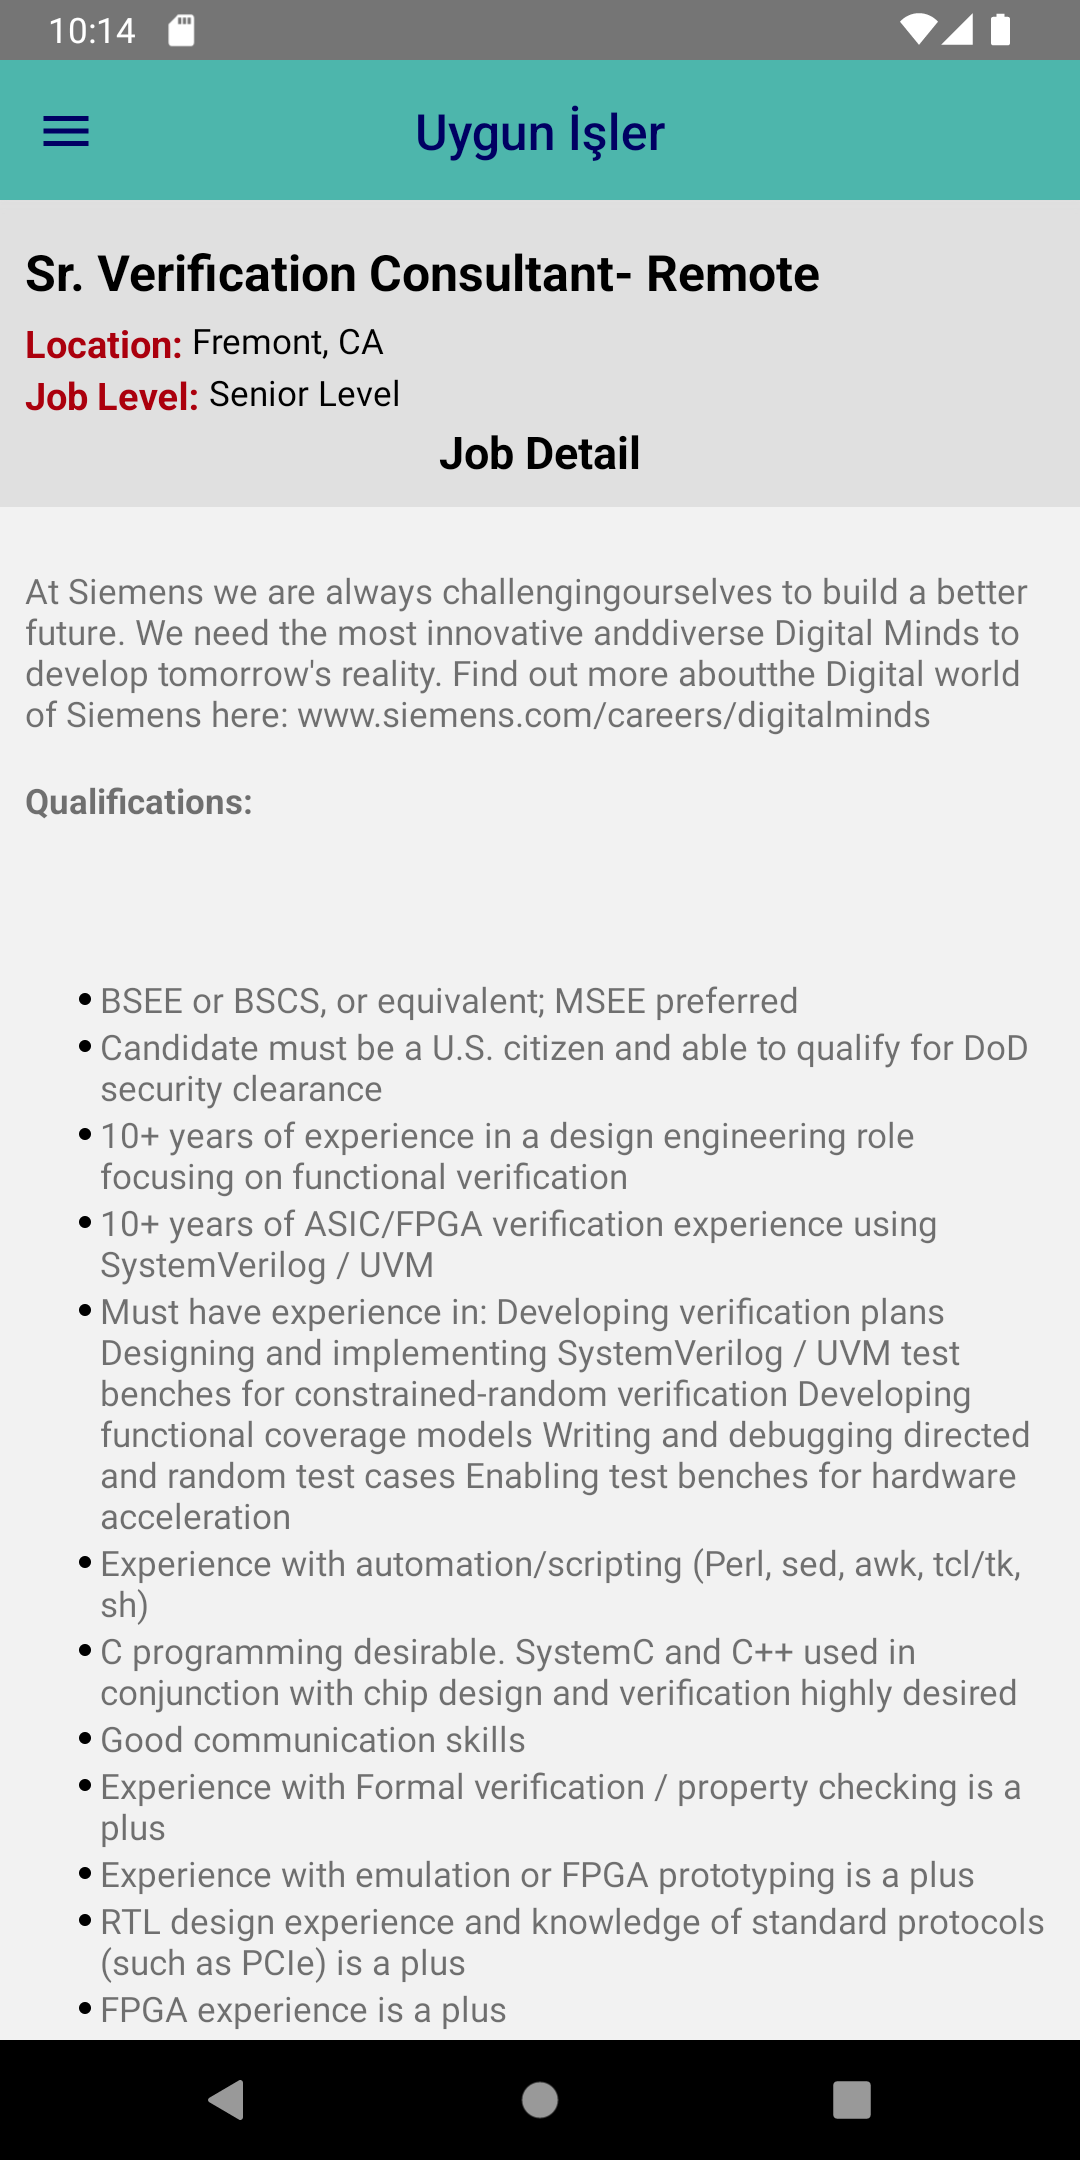 10:14
Uygun İşler
Sr. Verification Consultant- Remote
Location: Fremont, CA
Job Level: Senior Level
Job Detail
At Siemens we are always challengingourselves to build a better
future. We need the most innovative anddiverse Digital Minds to
develop tomorrow's reality. Find out more aboutthe Digital world
of Siemens here: www.siemens.com/careers/digitalminds
Qualifications:
• BSEE or BSCS, or equivalent; MSEE preferred
• Candidate must be a U.S. citizen and able to qualify for DoD
security clearance
• 10+ years of experience in a design engineering role
focusing on functional verification
• 10+ years of ASIC/FPGA verification experience using
SystemVerilog / UVM
• Must have experience in: Developing verification plans
Designing and implementing SystemVerilog / UVM test
benches for constrained-random verification Developing
functional coverage models Writing and debugging directed
and random test cases Enabling test benches for hardware
acceleration
• Experience with automation/scripting (Perl, sed, awk, tcl/tk,
sh)
• C programming desirable. SystemC and C++ used in
conjunction with chip design and verification highly desired
• Good communication skills
• Experience with Formal verification / property checking is a
plus
• Experience with emulation or FPGA prototyping is a plus
• RTL design experience and knowledge of standard protocols
(such as PCIe) is a plus
• FPGA experience is a plus